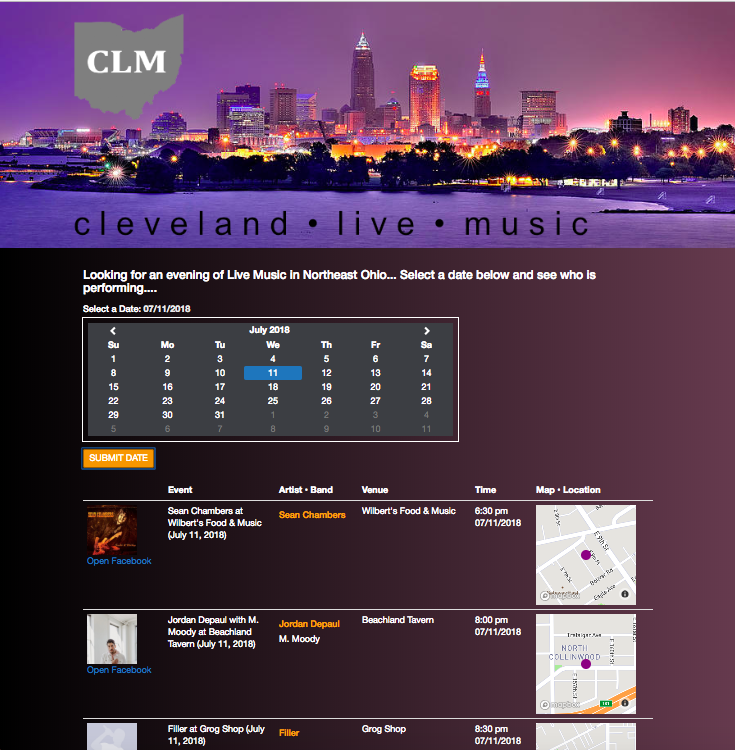 CLM
cleveland • live • music
Looking for an evening of Live Music in Northeast Ohio... Select a date below and see who is
performing....
Select a Date: 07/11/2018
July 2018
Su Mo Tu We Th Fr Sa
1 2 3 4 5 6 7
8 9 10 11 12 13 14
15 16 17 18 19 20 21
22 23 24 25 26 27 28
29 30 31 1 2 3 4
5 6 7 8 9 10 11
SUBMIT DATE
Event Artist • Band Venue Time Map • Location
Sean Chambers at
Wilbert's Food & Music
(July 11, 2018)
Sean Chambers
Wilbert's Food & Music
6:30 pm
07/11/2018
Open Facebook
E 9th St
Bolivar Rd
Eagle Ave
mapbox
Jordan Depaul with M.
Moody at Beachland
Tavern (July 11, 2018)
Jordan Depaul
M. Moody
Beachland Tavern
8:00 pm
07/11/2018
Open Facebook
Trafalgar Ave
NORTH
COLLINWOOD
mapbox
Filler at Grog Shop (July
11, 2018)
Filler
Grog Shop
8:30 pm
07/11/2018